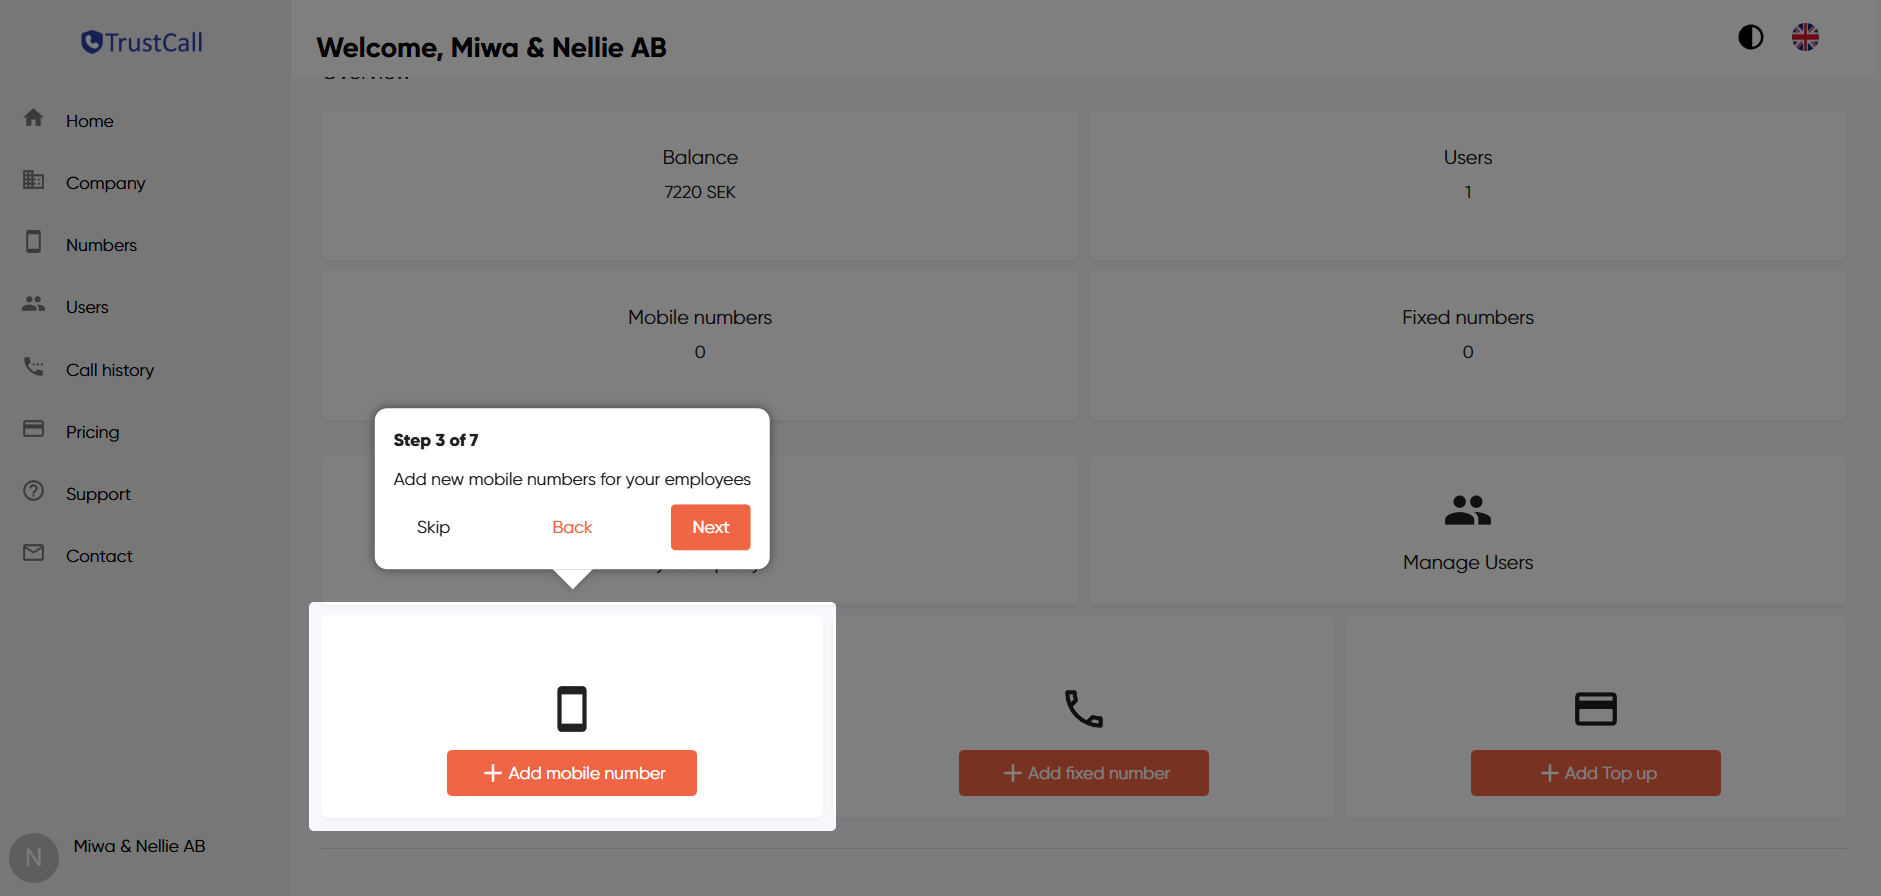 TrustCall
Welcome, Miwa & Nellie AB
Overview
Home
Company
Numbers
Users
Call history
Pricing
Support
Contact
Balance
7220 SEK
Users
1
Mobile numbers
0
Fixed numbers
0
Step 3 of 7
Add new mobile numbers for your employees
Skip
Back
Next
Manage Users
Add mobile number
Add fixed number
Add Top up
N
Miwa & Nellie AB